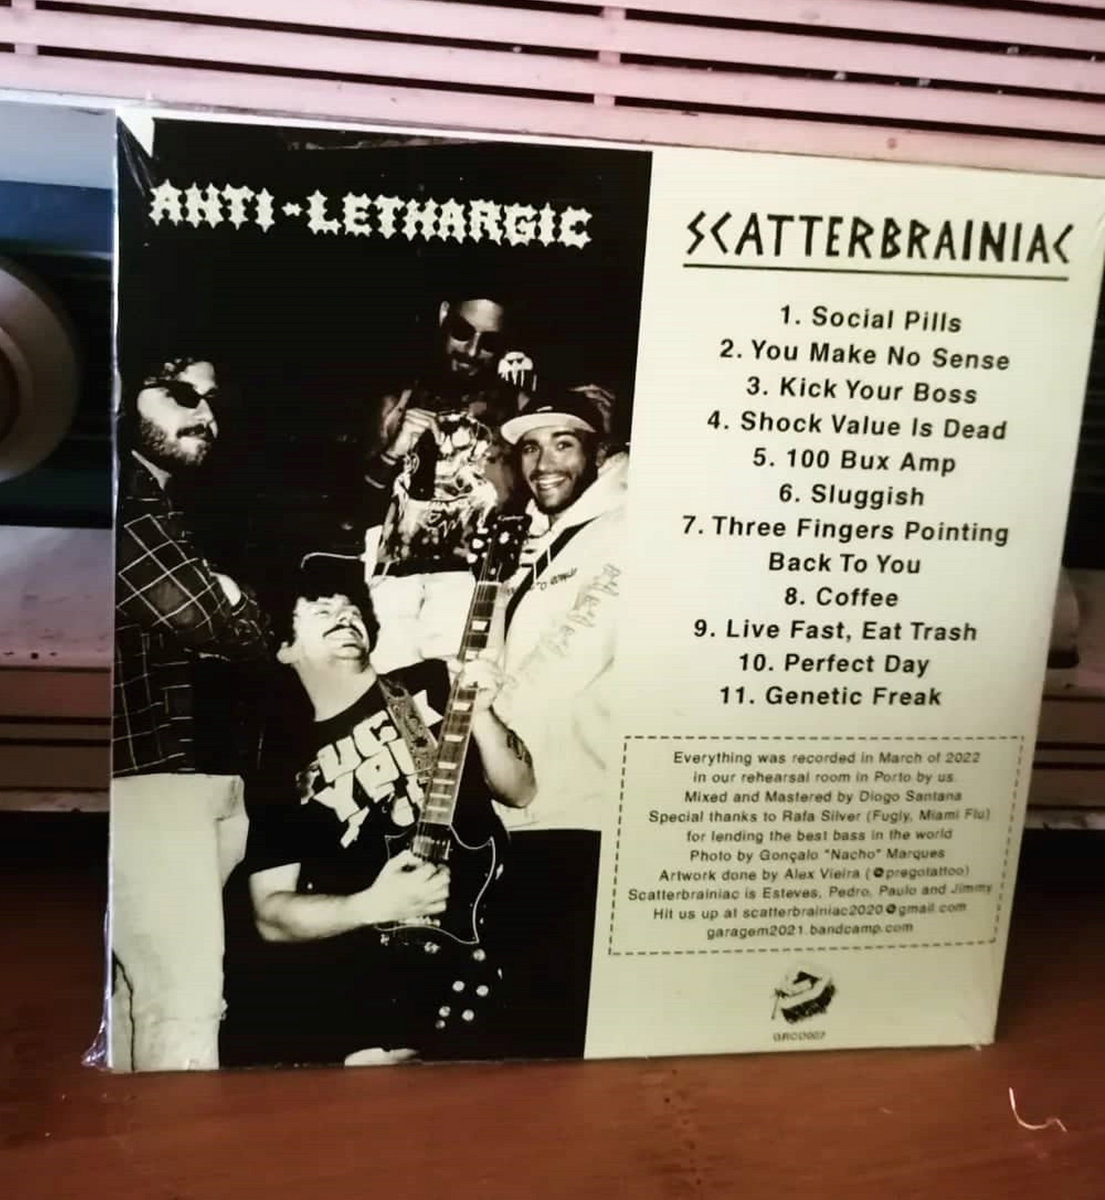 ANTI-LETHARGIC
SCATTERBRAINIAC
1. Social Pills
2. You Make No Sense
3. Kick Your Boss
4. Shock Value Is Dead
5. 100 Bux Amp
6. Sluggish
7. Three Fingers Pointing
Back To You
8. Coffee
9. Live Fast, Eat Trash
10. Perfect Day
11. Genetic Freak
Everything was recorded in March of 2022
in our rehearsal room in Porto by us.
Mixed and Mastered by Diogo Santana
Special thanks to Rafa Silver (Fugly, Miami Flu)
for lending the best bass in the world
Photo by Gonçalo "Nacho" Marques
Artwork done by Alex Vieira (@pregotattoo)
Scatterbrainiac is Esteves, Pedro, Paulo and Jimmy
Hit us up at scatterbrainiac2020@gmail.com
garagem2021.bandcamp.com